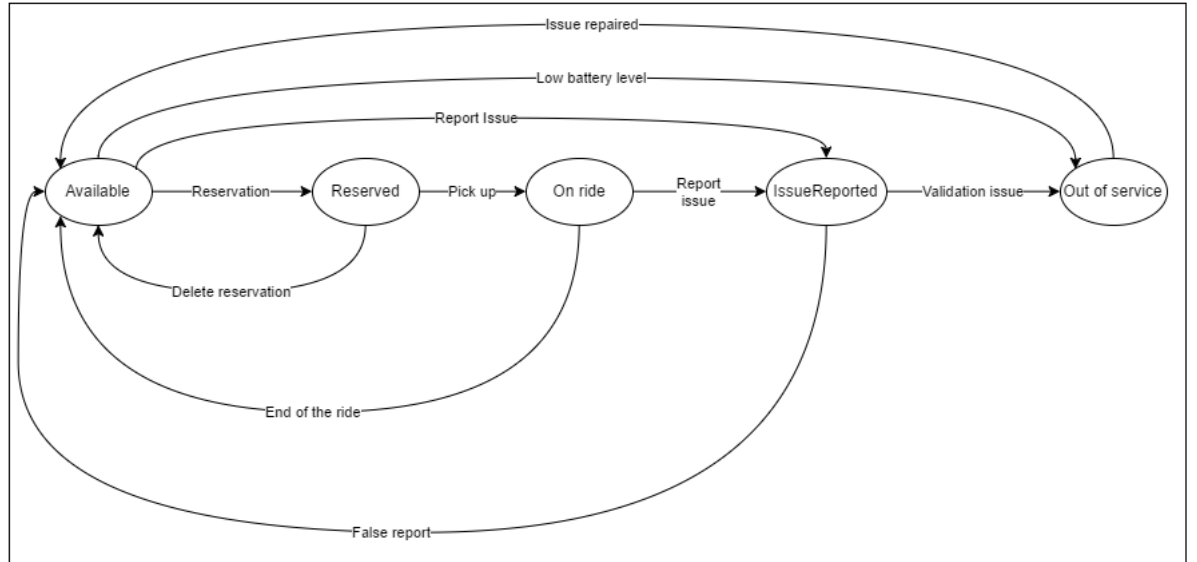 Issue repaired
Low battery level
Report Issue
Available
Reservation
Reserved
Pick up
On ride
Report
issue
IssueReported
Validation issue
Out of service
Delete reservation
End of the ride
False report